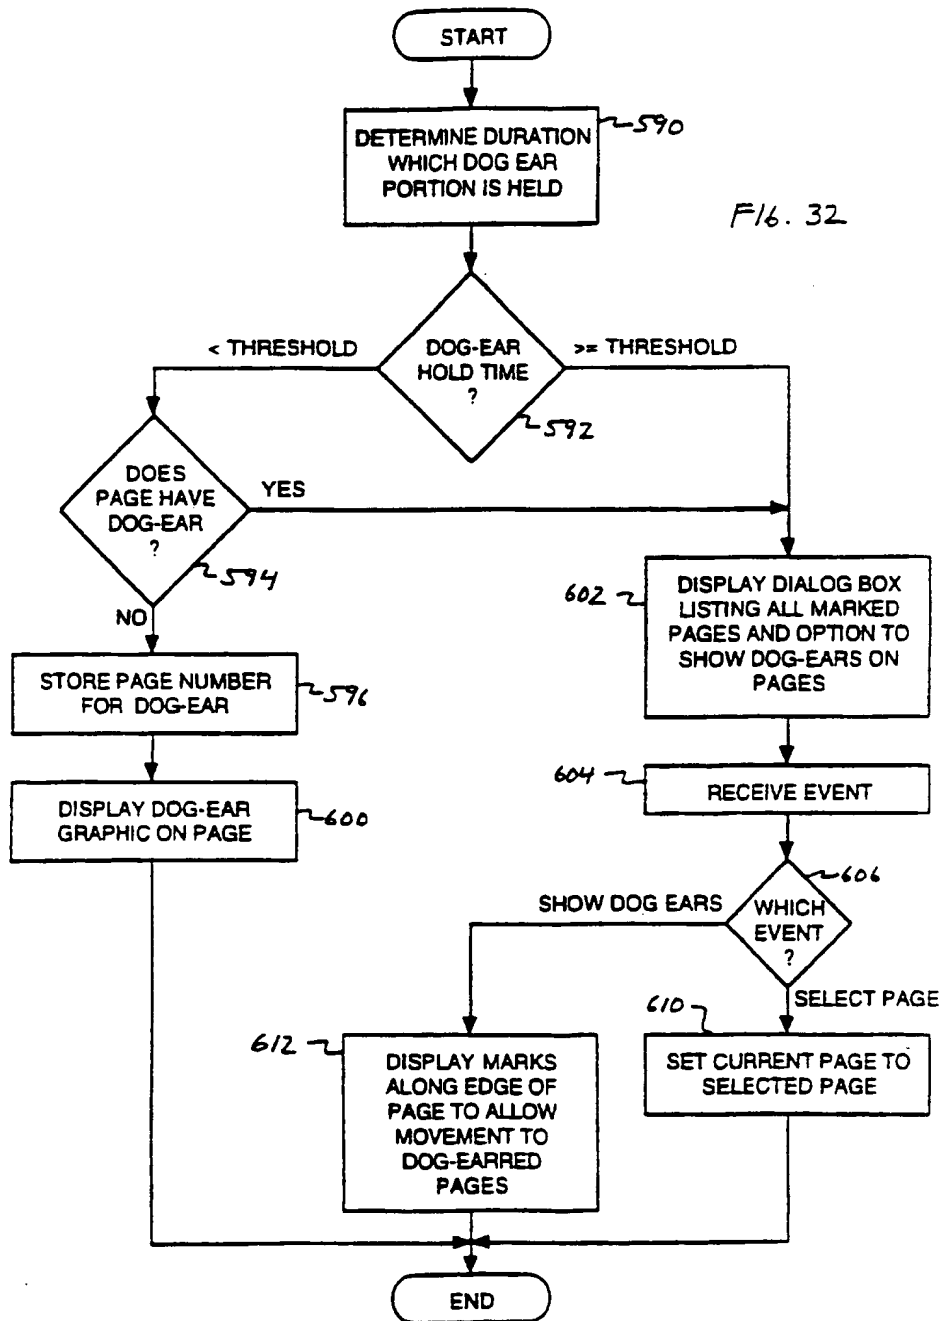 START
DETERMINE DURATION
WHICH DOG EAR
PORTION IS HELD
590
FIG. 32
< THRESHOLD
DOG-EAR
HOLD TIME
?
>= THRESHOLD
592
DOES
PAGE HAVE
DOG-EAR
?
YES
594
NO
602
DISPLAY DIALOG BOX
LISTING ALL MARKED
PAGES AND OPTION TO
SHOW DOG-EARS ON
PAGES
STORE PAGE NUMBER
FOR DOG-EAR
596
604
RECEIVE EVENT
DISPLAY DOG-EAR
GRAPHIC ON PAGE
600
606
SHOW DOG EARS
WHICH
EVENT
?
SELECT PAGE
610
612
DISPLAY MARKS
ALONG EDGE OF
PAGE TO ALLOW
MOVEMENT TO
DOG-EARRED
PAGES
SET CURRENT PAGE TO
SELECTED PAGE
END